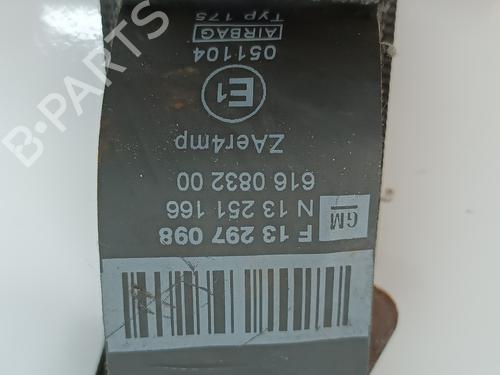 F 13 297 098
N 13 251 166
GM
616 0832 00
ZAer4mp
E1
051104
AIRBAG
Typ 175
B-PARTS